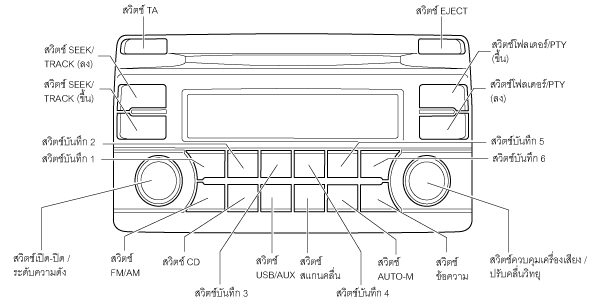 สวิตช์ TA
สวิตช์ EJECT
สวิตช์ SEEK/
TRACK (ลง)
สวิตช์โฟลเดอร์/PTY
(ขึ้น)
สวิตช์ SEEK/
TRACK (ขึ้น)
สวิตช์โฟลเดอร์/PTY
(ลง)
สวิตช์บันทึก 2
สวิตช์บันทึก 5
สวิตช์บันทึก 1
สวิตช์บันทึก 6
สวิตช์เปิด-ปิด /
ระดับความดัง
สวิตช์
FM/AM
สวิตช์ CD
สวิตช์
USB/AUX
สวิตช์
สแกนคลื่น
สวิตช์
AUTO-M
สวิตช์
ข้อความ
สวิตช์ควบคุมเครื่องเสียง /
ปรับคลื่นวิทยุ
สวิตช์บันทึก 3
สวิตช์บันทึก 4